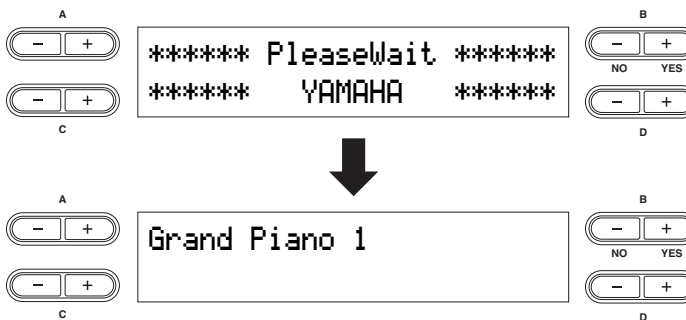 A
B
- +
****** PleaseWait ******
- +
NO YES
- +
****** YAMAHA ******
- +
C
D
A
B
- +
Grand Piano 1
- +
NO YES
- +
- +
C
D